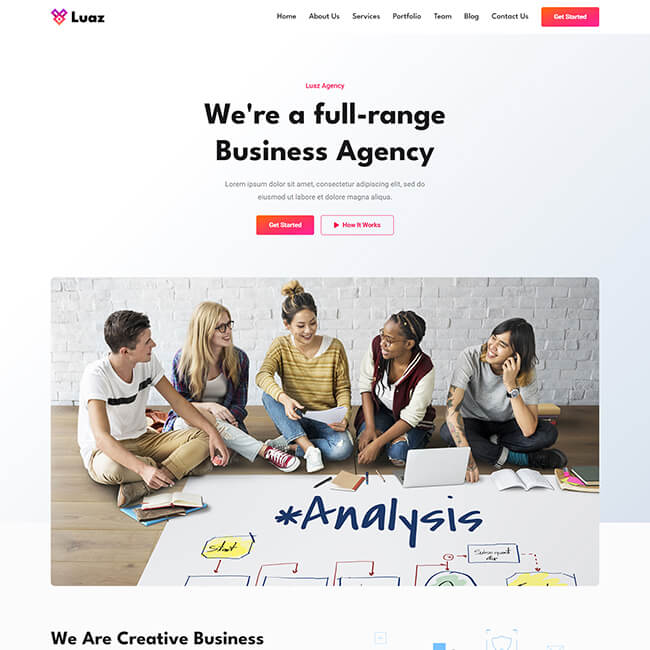 Luaz
Home About Us Services Portfolio Team Blog Contact Us Get Started
Luaz Agency
We're a full-range
Business Agency
Lorem ipsum dolor sit amet, consectetur adipiscing elit, sed do
eiusmod ut labore et dolore magna aliqua.
Get Started How It Works
*Analysis
Start
We Are Creative Business